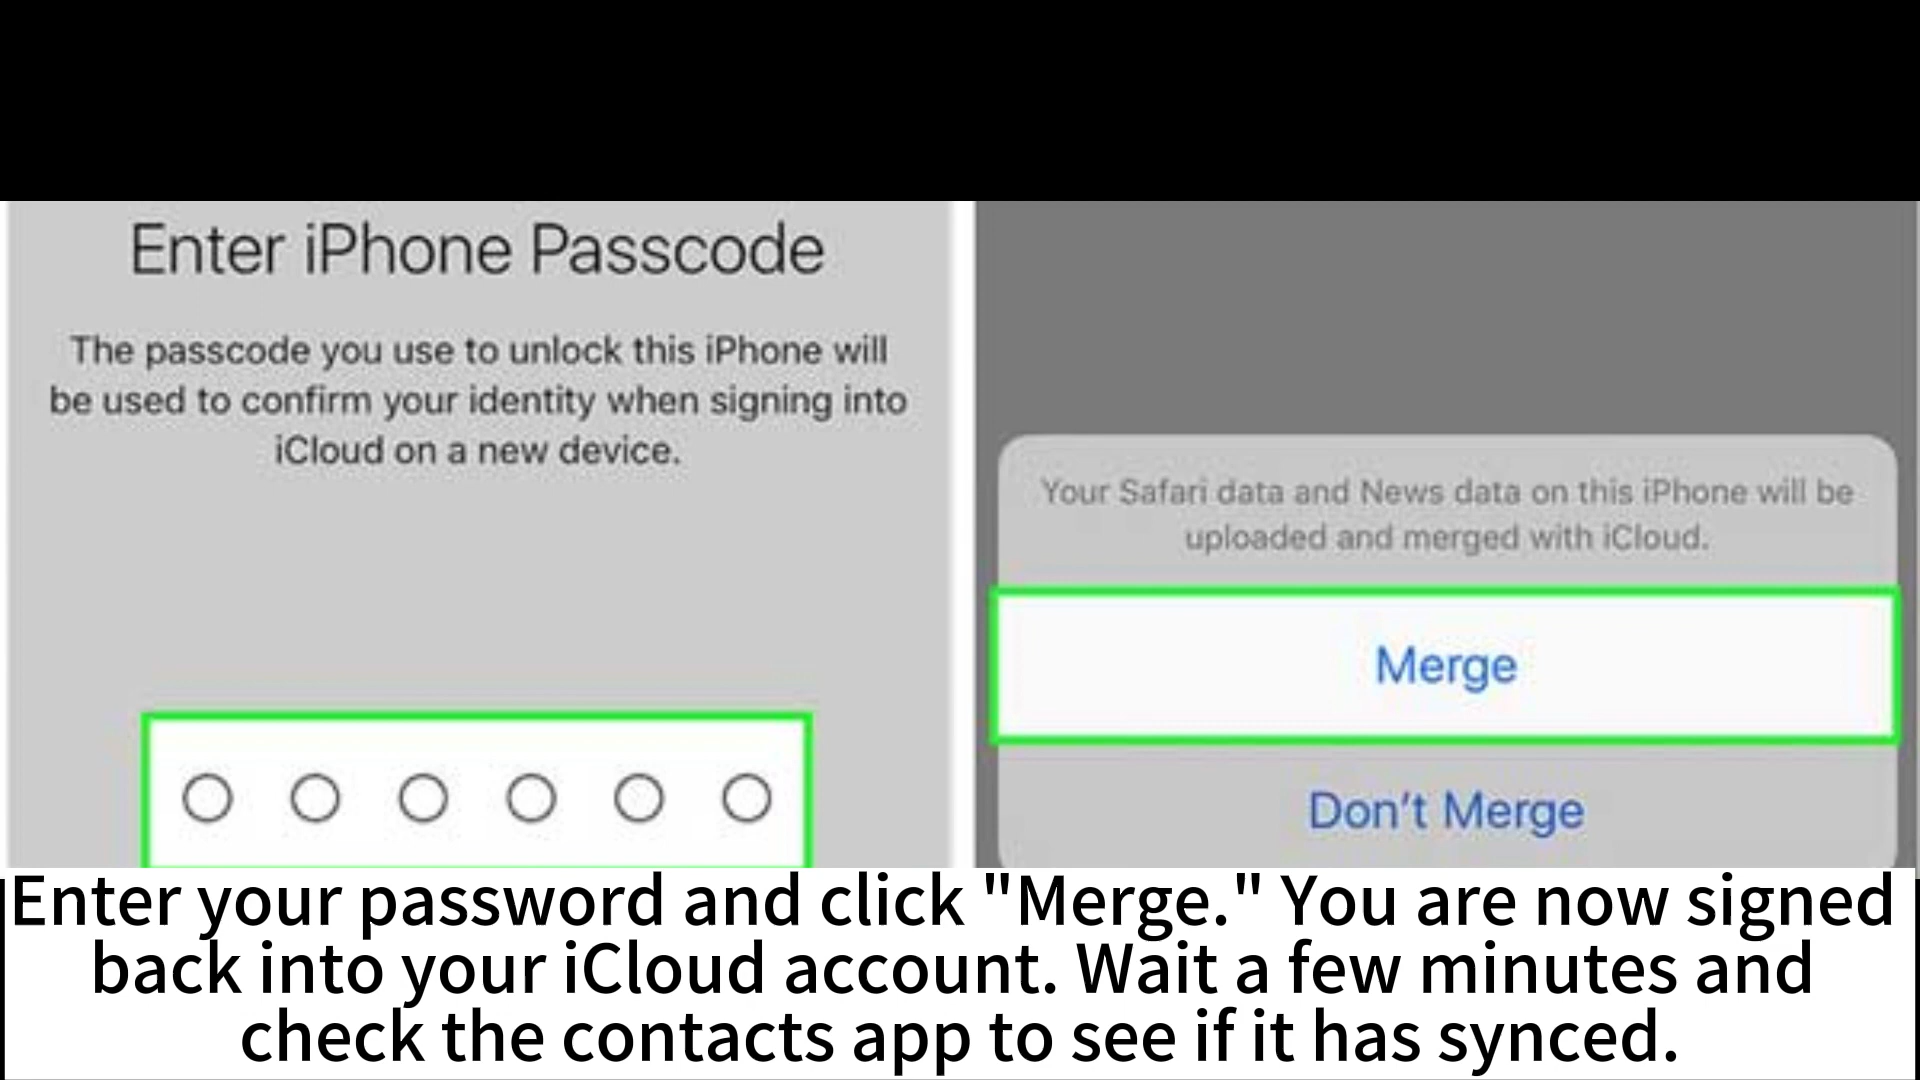 Enter iPhone Passcode
The passcode you use to unlock this iPhone will
be used to confirm your identity when signing into
iCloud on a new device.
Your Safari data and News data on this iPhone will be
uploaded and merged with iCloud.
Merge
Don't Merge
Enter your password and click "Merge." You are now signed
back into your iCloud account. Wait a few minutes and
check the contacts app to see if it has synced.